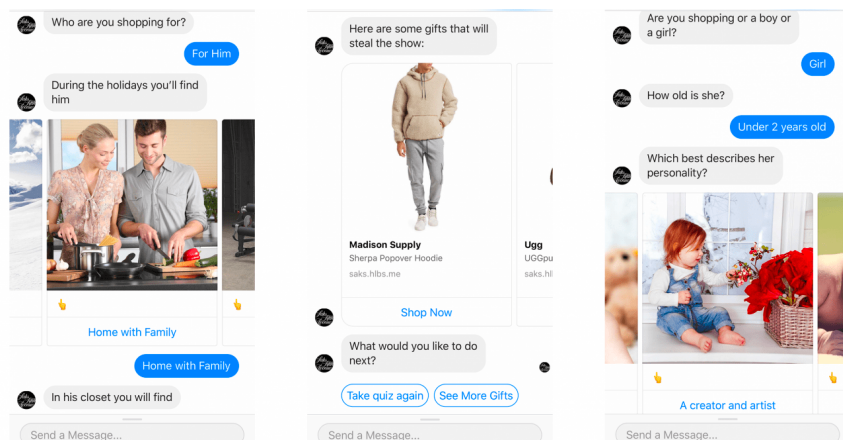 Who are you shopping for?
For Him
During the holidays you'll find
him
Home with Family
Home with Family
In his closet you will find
Send a Message...
Here are some gifts that will
steal the show:
Madison Supply
Sherpa Popover Hoodie
saks.hlbs.me
Shop Now
Ugg
UGGpu
saks.hl
What would you like to do
next?
Take quiz again
See More Gifts
Send a Message...
Are you shopping or a boy or
a girl?
Girl
How old is she?
Under 2 years old
Which best describes her
personality?
A creator and artist
Send a Message...